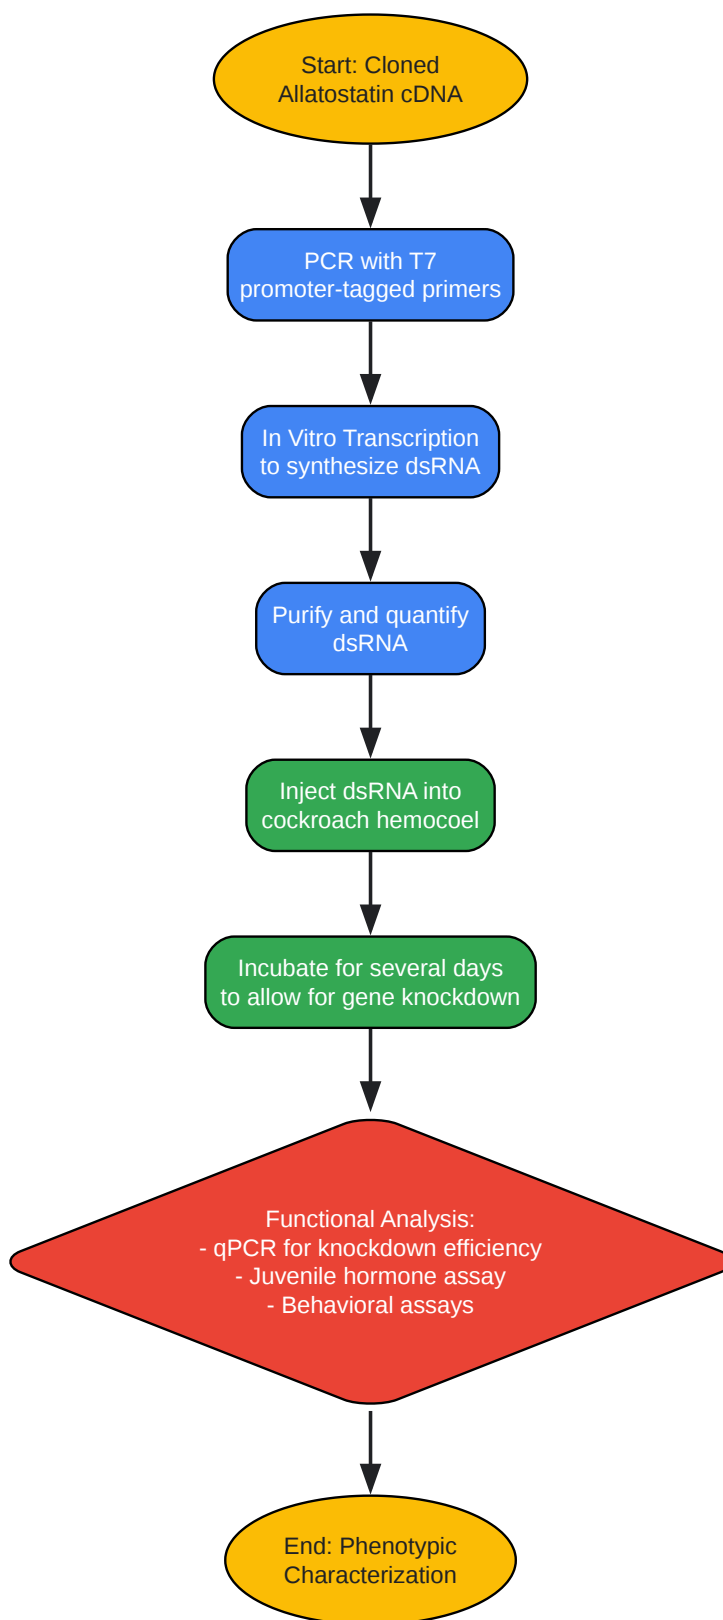 Start: Cloned
Allatostatin cDNA
PCR with T7
promoter-tagged primers
In Vitro Transcription
to synthesize dsRNA
Purify and quantify
dsRNA
Inject dsRNA into
cockroach hemocoel
Incubate for several days
to allow for gene knockdown
Functional Analysis:
- qPCR for knockdown efficiency
- Juvenile hormone assay
- Behavioral assays
End: Phenotypic
Characterization